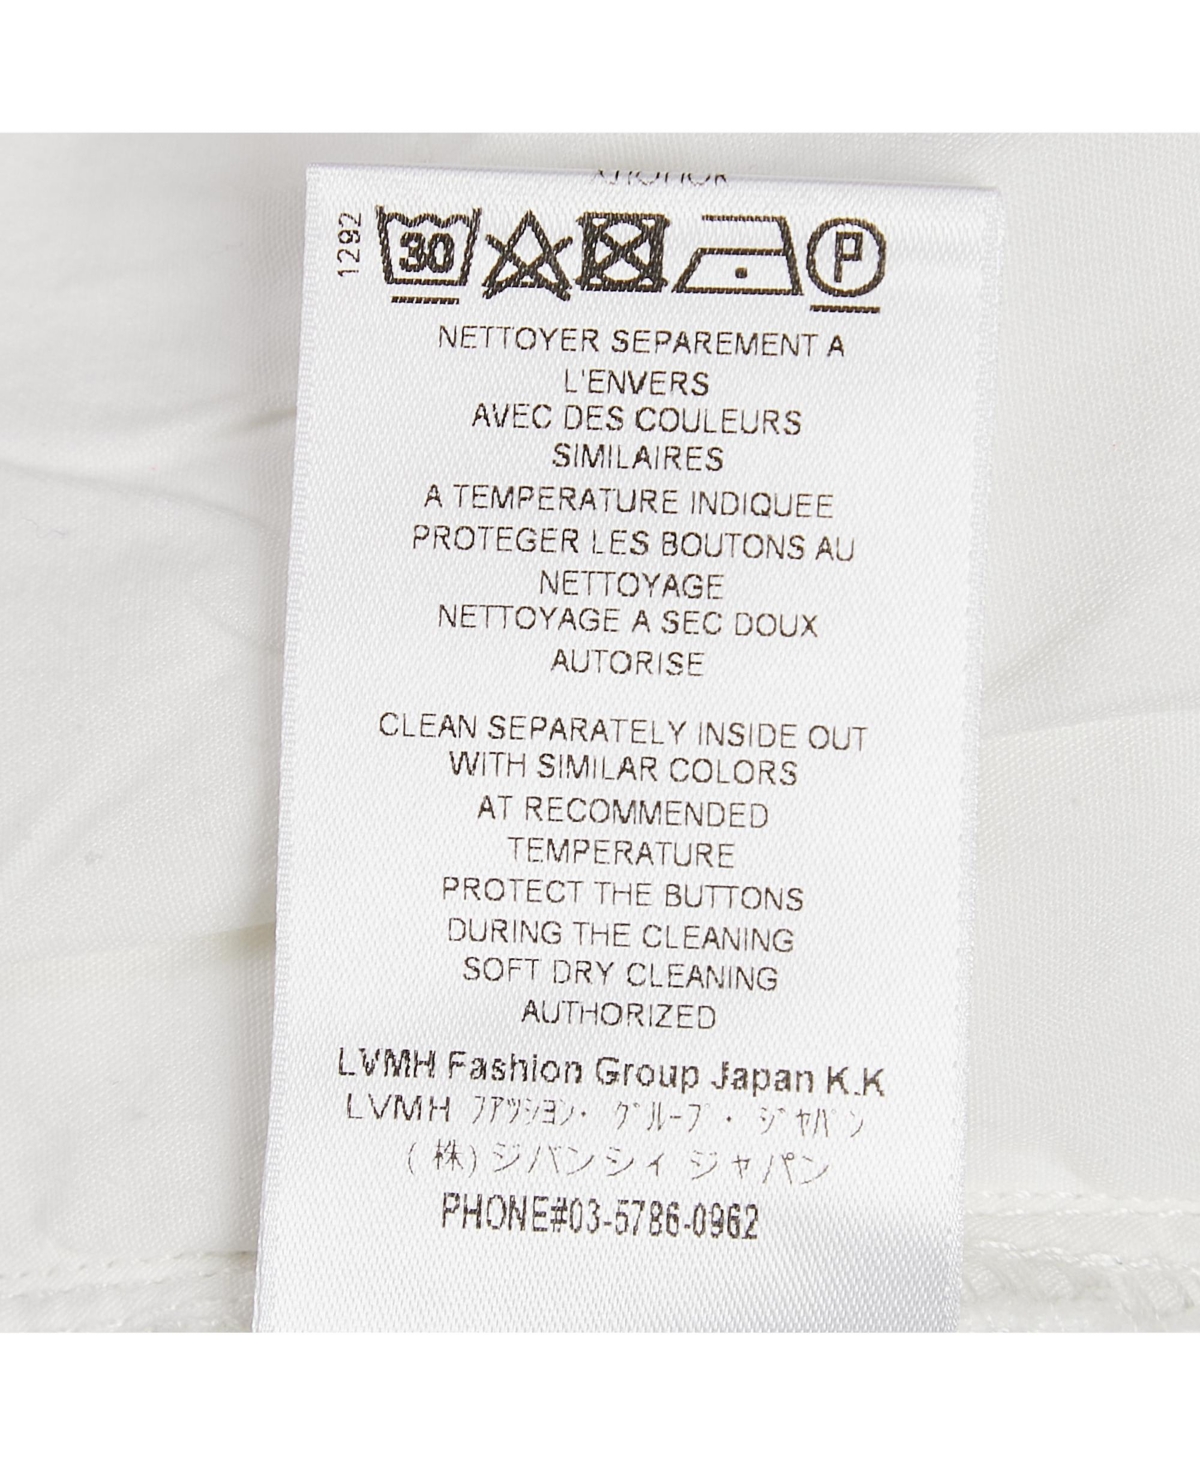 1292
30
P
NETTOYER SEPAREMENT A
L'ENVERS
AVEC DES COULEURS
SIMILAIRES
A TEMPERATURE INDIQUEE
PROTEGER LES BOUTONS AU
NETTOYAGE
NETTOYAGE A SEC DOUX
AUTORISE
CLEAN SEPARATELY INSIDE OUT
WITH SIMILAR COLORS
AT RECOMMENDED
TEMPERATURE
PROTECT THE BUTTONS
DURING THE CLEANING
SOFT DRY CLEANING
AUTHORIZED
LVMH Fashion Group Japan K.K
LVMH ファッション・グループ・ジャパン
(株)ジバンシィ ジャパン
PHONE#03-5786-0962